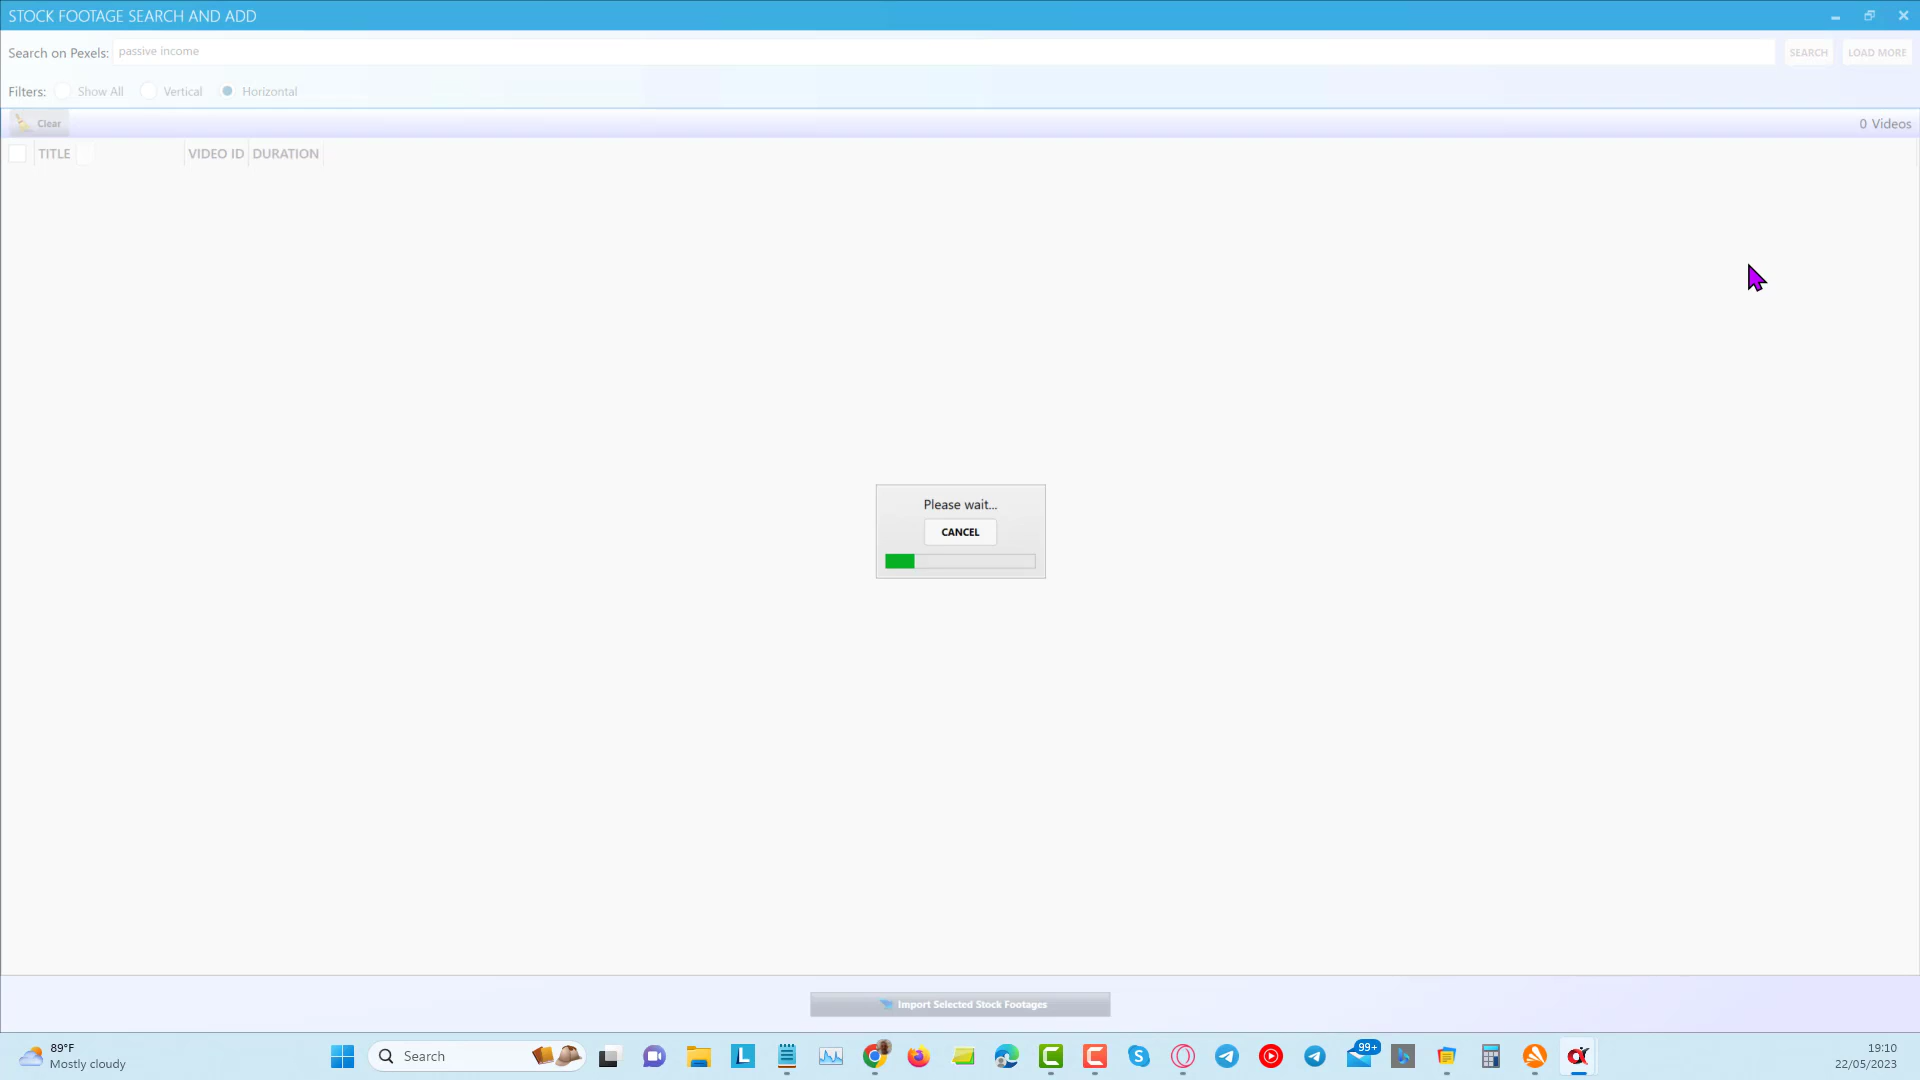 STOCK FOOTAGE SEARCH AND ADD
Search on Pexels: passive income SEARCH LOAD MORE
Filters: Show All Vertical Horizontal
Clear 0 Videos
TITLE VIDEO ID DURATION
Please wait...
CANCEL
Import Selected Stock Footages
89°F
Mostly cloudy
Search
L
99+
19:10
22/05/2023